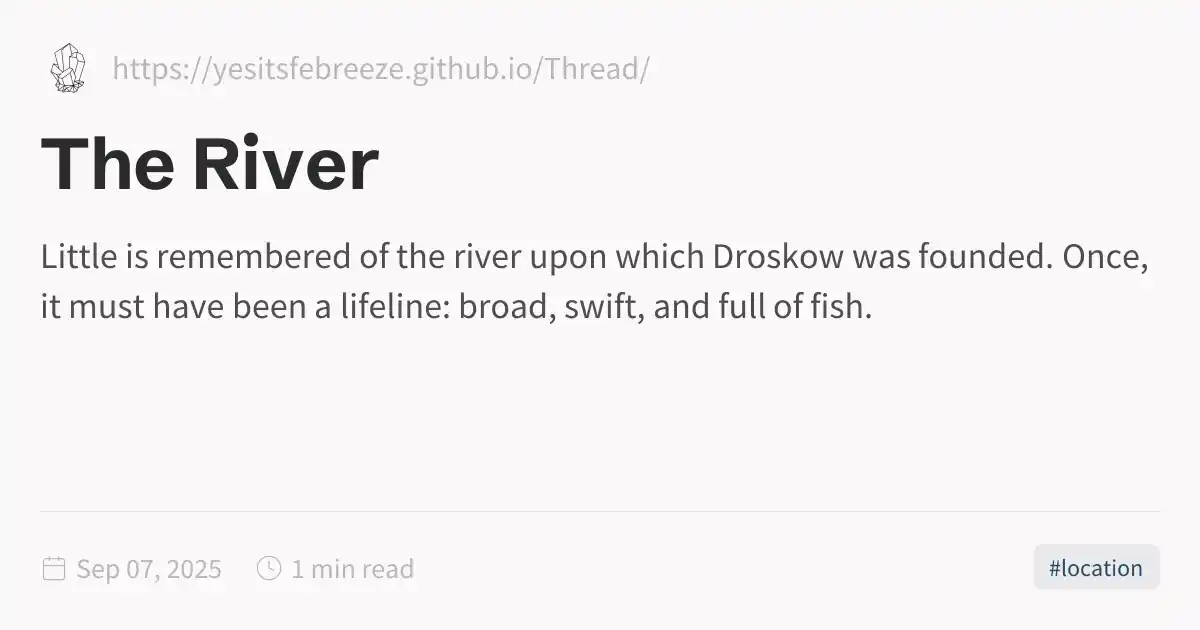 https://yesitsfebreeze.github.io/Thread/
The River
Little is remembered of the river upon which Droskow was founded. Once,
it must have been a lifeline: broad, swift, and full of fish.
Sep 07, 2025 1 min read #location